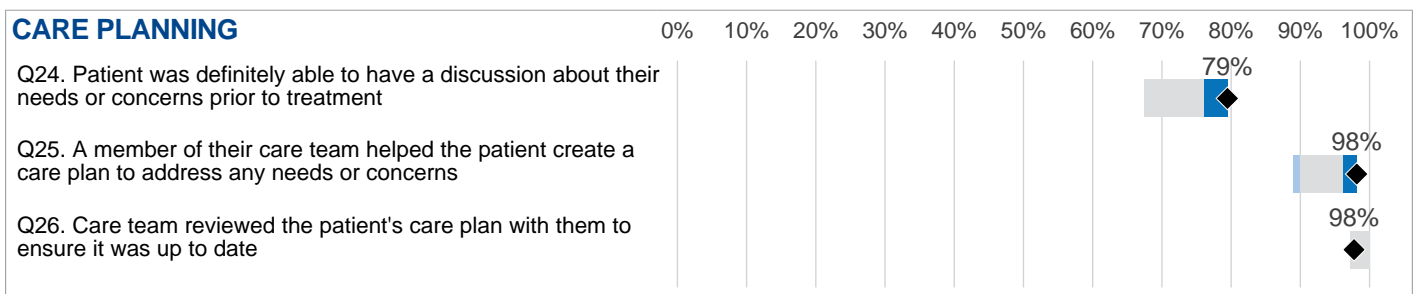 CARE PLANNING
0% 10% 20% 30% 40% 50% 60% 70% 80% 90% 100%
Q24. Patient was definitely able to have a discussion about their
needs or concerns prior to treatment
79%
Q25. A member of their care team helped the patient create a
care plan to address any needs or concerns
98%
Q26. Care team reviewed the patient's care plan with them to
ensure it was up to date
98%